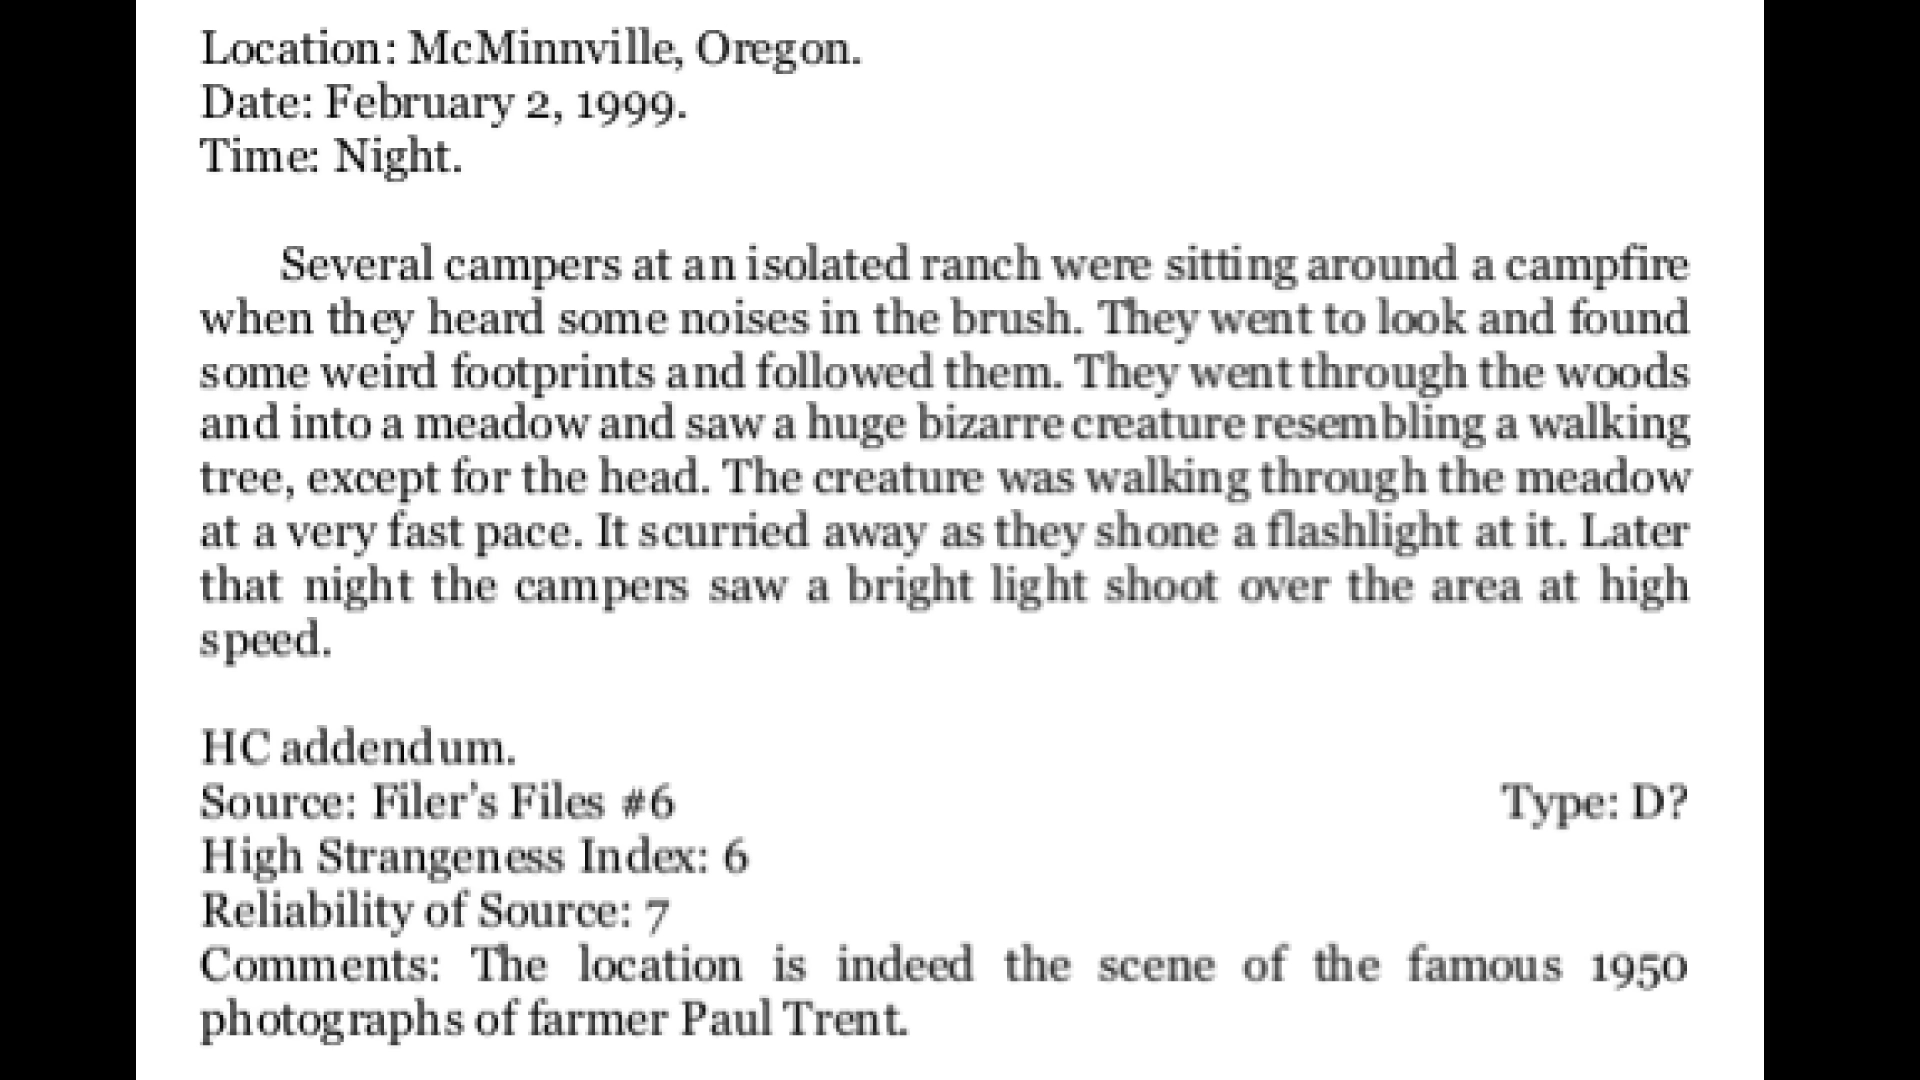 Location: McMinnville, Oregon.
Date: February 2, 1999.
Time: Night.
Several campers at an isolated ranch were sitting around a campfire
when they heard some noises in the brush. They went to look and found
some weird footprints and followed them. They went through the woods
and into a meadow and saw a huge bizarre creature resembling a walking
tree, except for the head. The creature was walking through the meadow
at a very fast pace. It scurried away as they shone a flashlight at it. Later
that night the campers saw a bright light shoot over the area at high
speed.
HC addendum.
Source: Filer's Files #6 Type: D?
High Strangeness Index: 6
Reliability of Source: 7
Comments: The location is indeed the scene of the famous 1950
photographs of farmer Paul Trent.